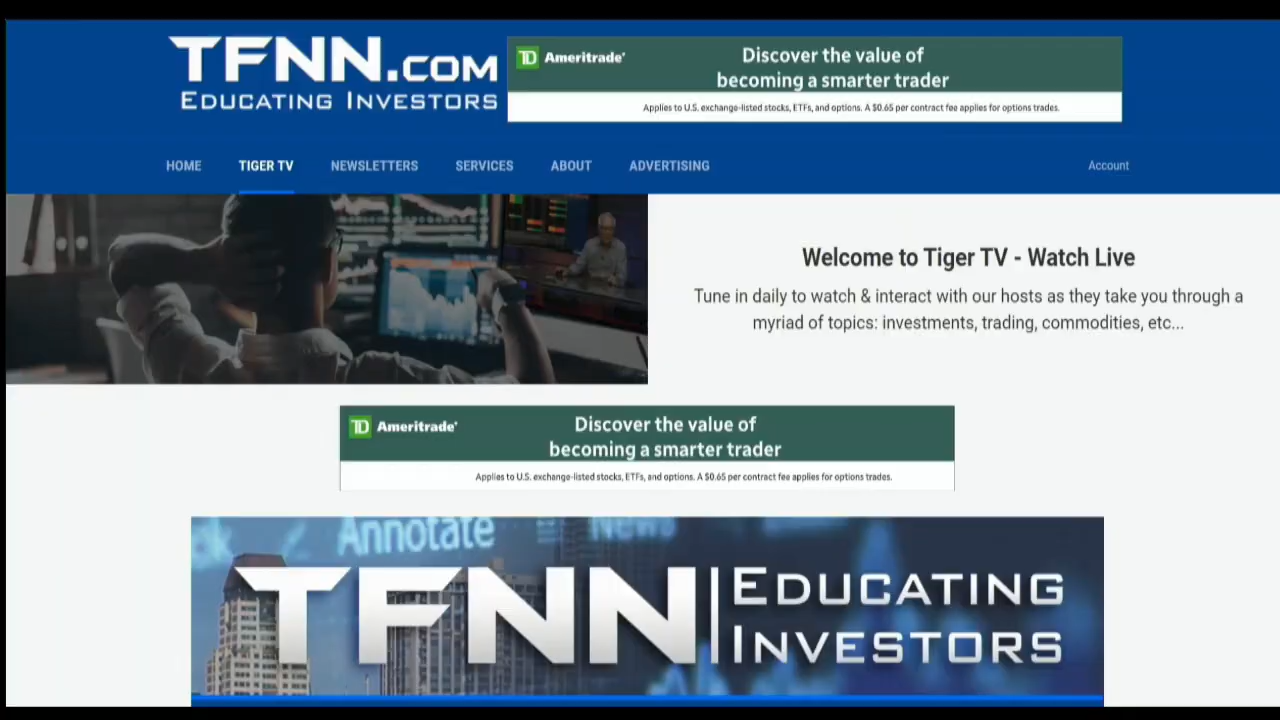 TFNN.COM
EDUCATING INVESTORS
TD Ameritrade
Discover the value of
becoming a smarter trader
Applies to U.S. exchange-listed stocks, ETFs, and options. A $0.65 per contract fee applies for options trades.
HOME TIGER TV NEWSLETTERS SERVICES ABOUT ADVERTISING Account
Welcome to Tiger TV - Watch Live
Tune in daily to watch & interact with our hosts as they take you through a
myriad of topics: investments, trading, commodities, etc...
TD Ameritrade
Discover the value of
becoming a smarter trader
Applies to U.S. exchange-listed stocks, ETFs, and options. A $0.65 per contract fee applies for options trades.
Annotate News
TFNN EDUCATING
INVESTORS